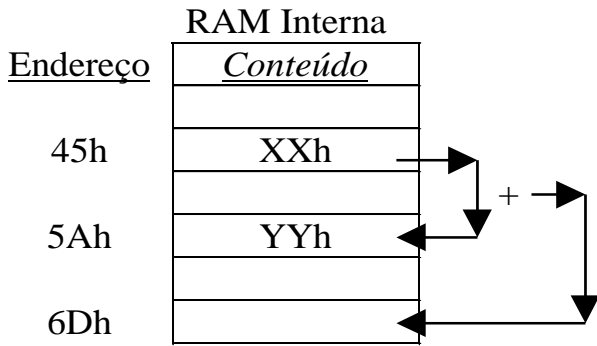 RAM Interna
Endereço Conteúdo
45h XXh
+
5Ah YYh
6Dh